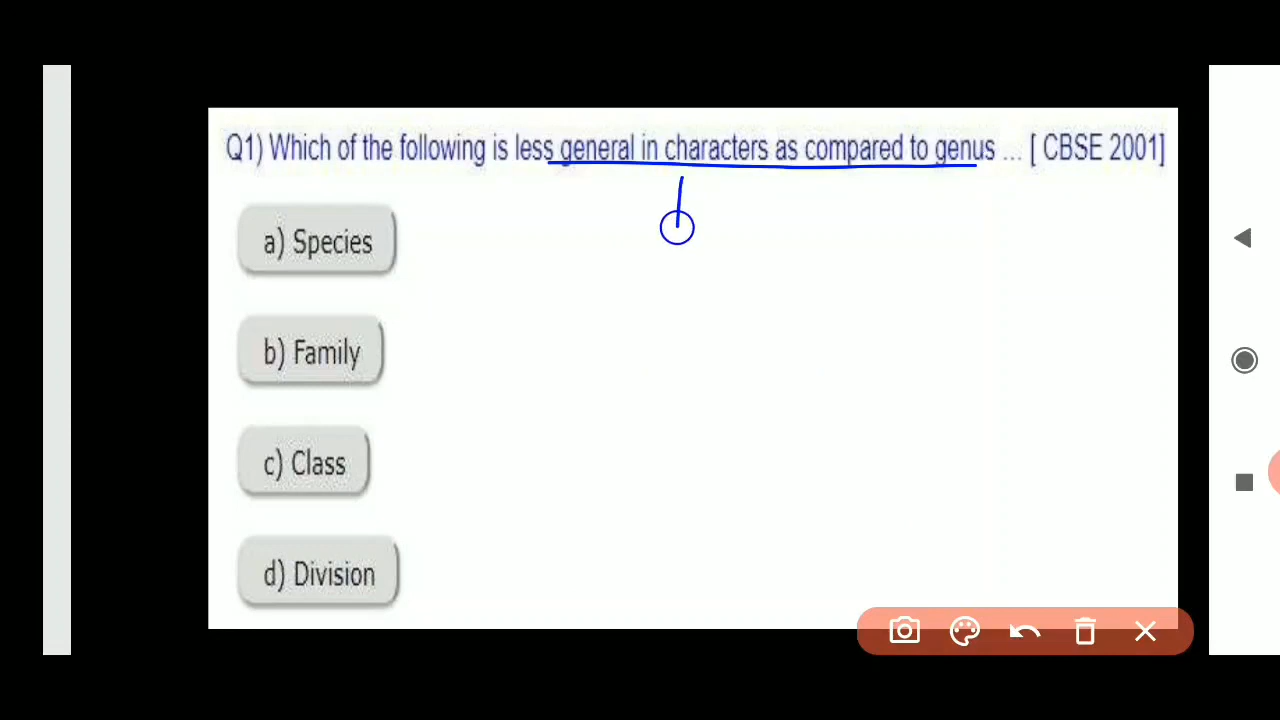 Q1) Which of the following is less general in characters as compared to genus ... [ CBSE 2001]
a) Species
b) Family
c) Class
d) Division